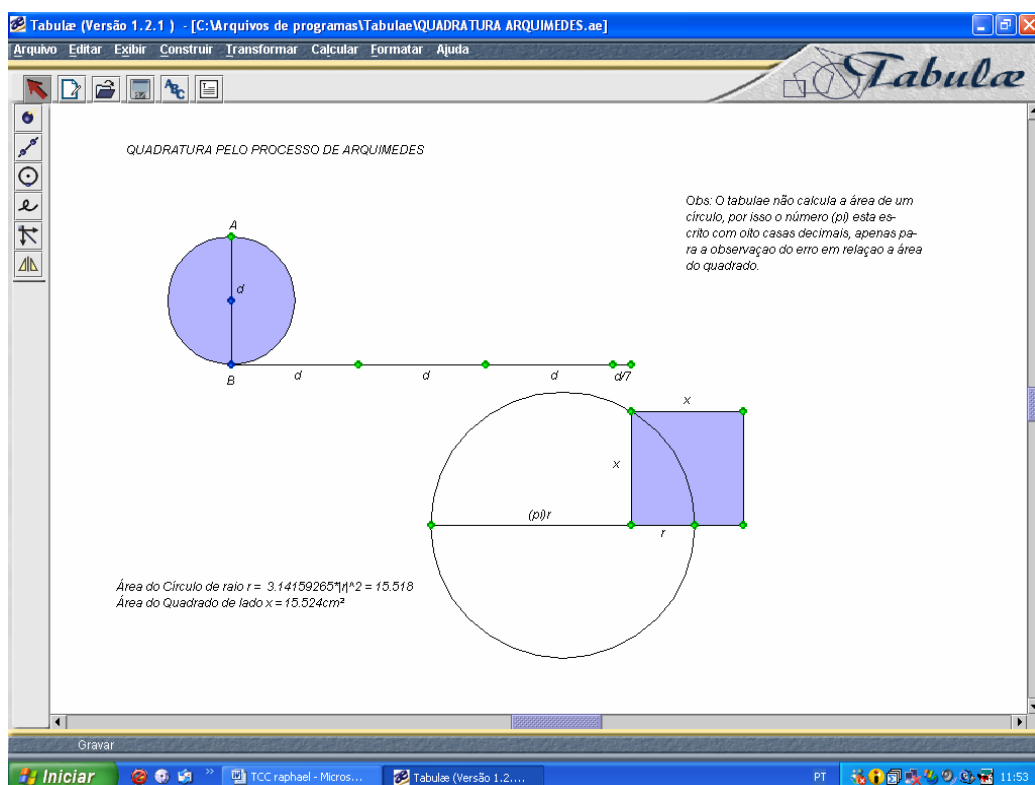 Tabulæ (Versão 1.2.1 ) - [C:\Arquivos de programas\Tabulae\QUADRATURA ARQUIMEDES.ae]
Arquivo Editar Exibir Construir Transformar Calcular Formatar Ajuda
Tabulæ
ABC
QUADRATURA PELO PROCESSO DE ARQUIMEDES
Obs: O tabulae não calcula a área de um
círculo, por isso o número (pi) esta es-
crito com oito casas decimais, apenas pa-
ra a observaçao do erro em relaçao a área
do quadrado.
A
d
B
d
d
d
d/7
x
x
(pi)r
r
Área do Círculo de raio r = 3.14159265*|r|^2 = 15.518
Área do Quadrado de lado x = 15.524cm²
Gravar
Iniciar
»
TCC raphael - Micros...
Tabulæ (Versão 1.2....
PT
11:53